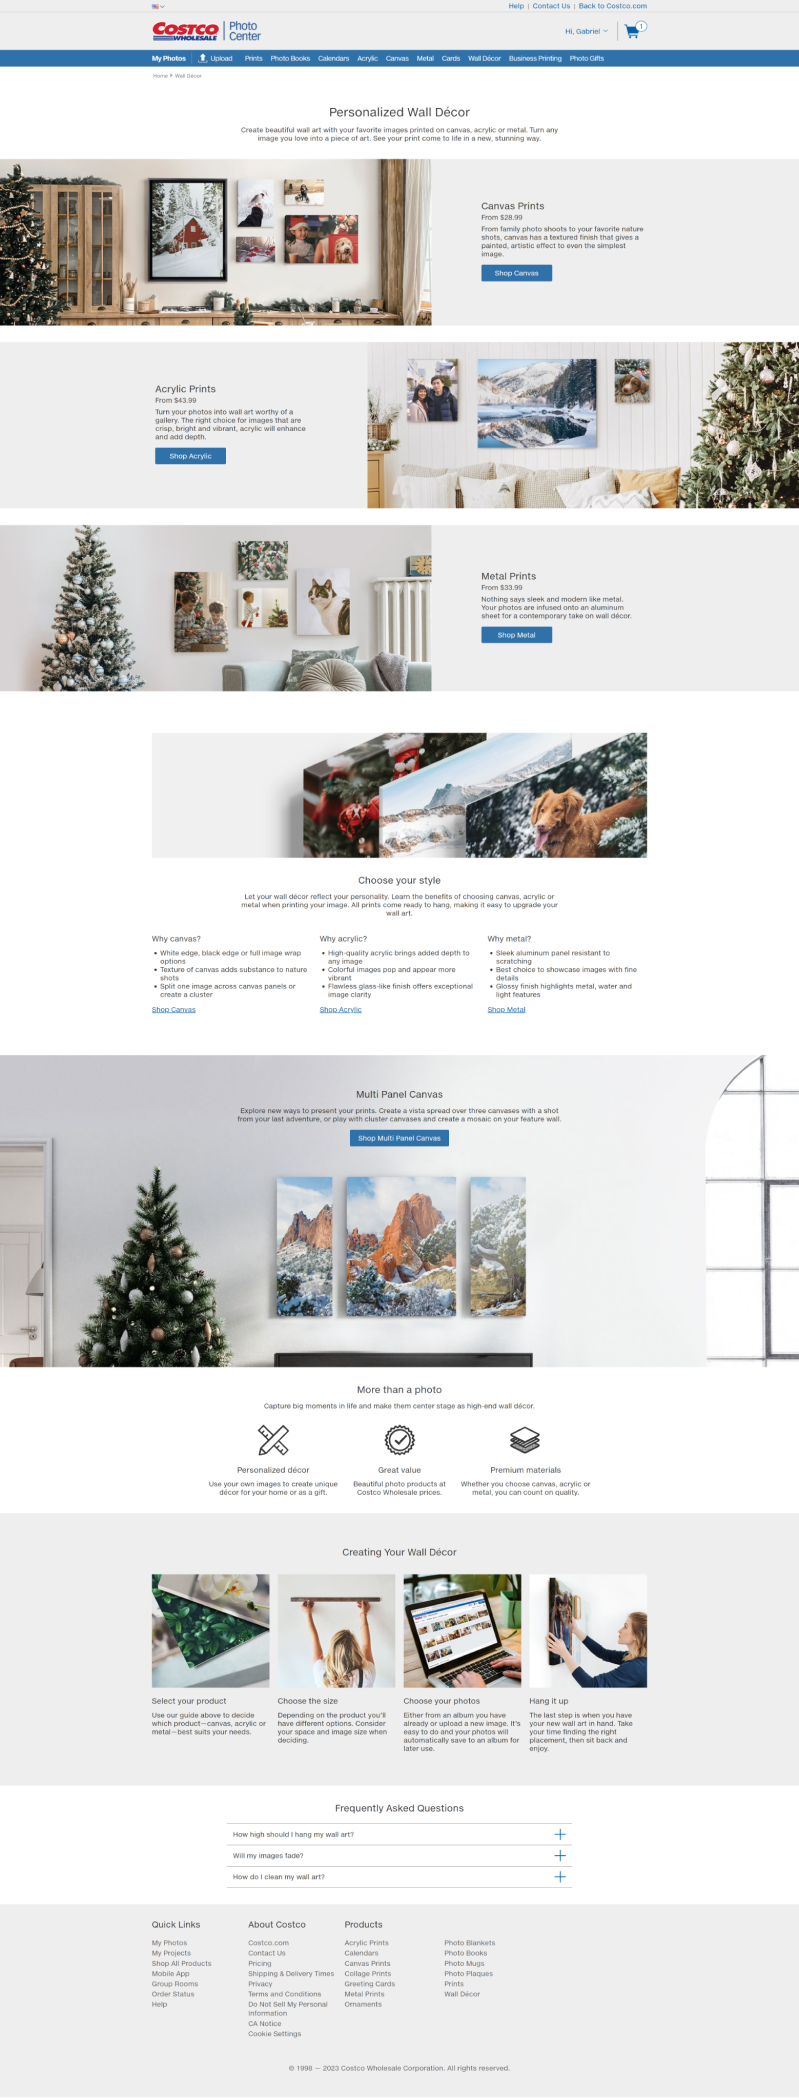 Help | Contact Us | Back to Costco.com
COSTCO WHOLESALE
Photo Center
Hi, Gabriel
1
My Photos Upload Prints Photo Books Calendars Acrylic Canvas Metal Cards Wall Décor Business Printing Photo Gifts
Home Wall Décor
Personalized Wall Décor
Create beautiful wall art with your favorite images printed on canvas, acrylic or metal. Turn any
image you love into a piece of art. See your print come to life in a new, stunning way.
Canvas Prints
From $28.99
From family photo shoots to your favorite nature
shots, canvas has a textured finish that gives a
painted, artistic effect to even the simplest
image.
Shop Canvas
Acrylic Prints
From $43.99
Turn your photos into wall art worthy of a
gallery. The right choice for images that are
crisp, bright and vibrant, acrylic will enhance
and add depth.
Shop Acrylic
Metal Prints
From $33.99
Nothing says sleek and modern like metal.
Your photos are infused onto an aluminum
sheet for a contemporary take on wall décor.
Shop Metal
Choose your style
Let your wall décor reflect your personality. Learn the benefits of choosing canvas, acrylic or
metal when printing your image. All prints come ready to hang, making it easy to upgrade your
wall art.
Why canvas?
• White edge, black edge or full image wrap
options
• Texture of canvas adds substance to nature
shots
• Split one image across canvas panels or
create a cluster
Shop Canvas
Why acrylic?
• High-quality acrylic brings added depth to
any image
• Colorful images pop and appear more
vibrant
• Flawless glass-like finish offers exceptional
image clarity
Shop Acrylic
Why metal?
• Sleek aluminum panel resistant to
scratching
• Best choice to showcase images with fine
details
• Glossy finish highlights metal, water and
light features
Shop Metal
Multi Panel Canvas
Explore new ways to present your prints. Create a vista spread over three canvases with a shot
from your last adventure, or play with cluster canvases and create a mosaic on your feature wall.
Shop Multi Panel Canvas
More than a photo
Capture big moments in life and make them center stage as high-end wall décor.
Personalized décor
Use your own images to create unique
décor for your home or as a gift.
Great value
Beautiful photo products at
Costco Wholesale prices.
Premium materials
Whether you choose canvas, acrylic or
metal, you can count on quality.
Creating Your Wall Décor
Select your product
Use our guide above to decide
which product—canvas, acrylic or
metal—best suits your needs.
Choose the size
Depending on the product you'll
have different options. Consider
your space and image size when
deciding.
Choose your photos
Either from an album you have
already or upload a new image. It's
easy to do and your photos will
automatically save to an album for
later use.
Hang it up
The last step is when you have
your new wall art in hand. Take
your time finding the right
placement, then sit back and
enjoy.
Frequently Asked Questions
How high should I hang my wall art?
Will my images fade?
How do I clean my wall art?
Quick Links
My Photos
My Projects
Shop All Products
Mobile App
Group Rooms
Order Status
Help
About Costco
Costco.com
Contact Us
Pricing
Shipping & Delivery Times
Privacy
Terms and Conditions
Do Not Sell My Personal
Information
CA Notice
Cookie Settings
Products
Acrylic Prints
Calendars
Canvas Prints
Collage Prints
Greeting Cards
Metal Prints
Ornaments
Photo Blankets
Photo Books
Photo Mugs
Photo Plaques
Prints
Wall Décor
© 1998 — 2023 Costco Wholesale Corporation. All rights reserved.